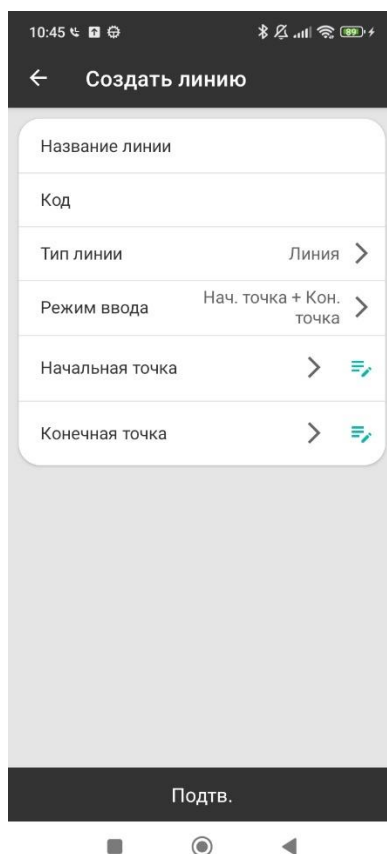 10:45
89
Создать линию
Название линии
Код
Тип линии Линия
Режим ввода Нач. точка + Кон.
точка
Начальная точка
Конечная точка
Подтв.